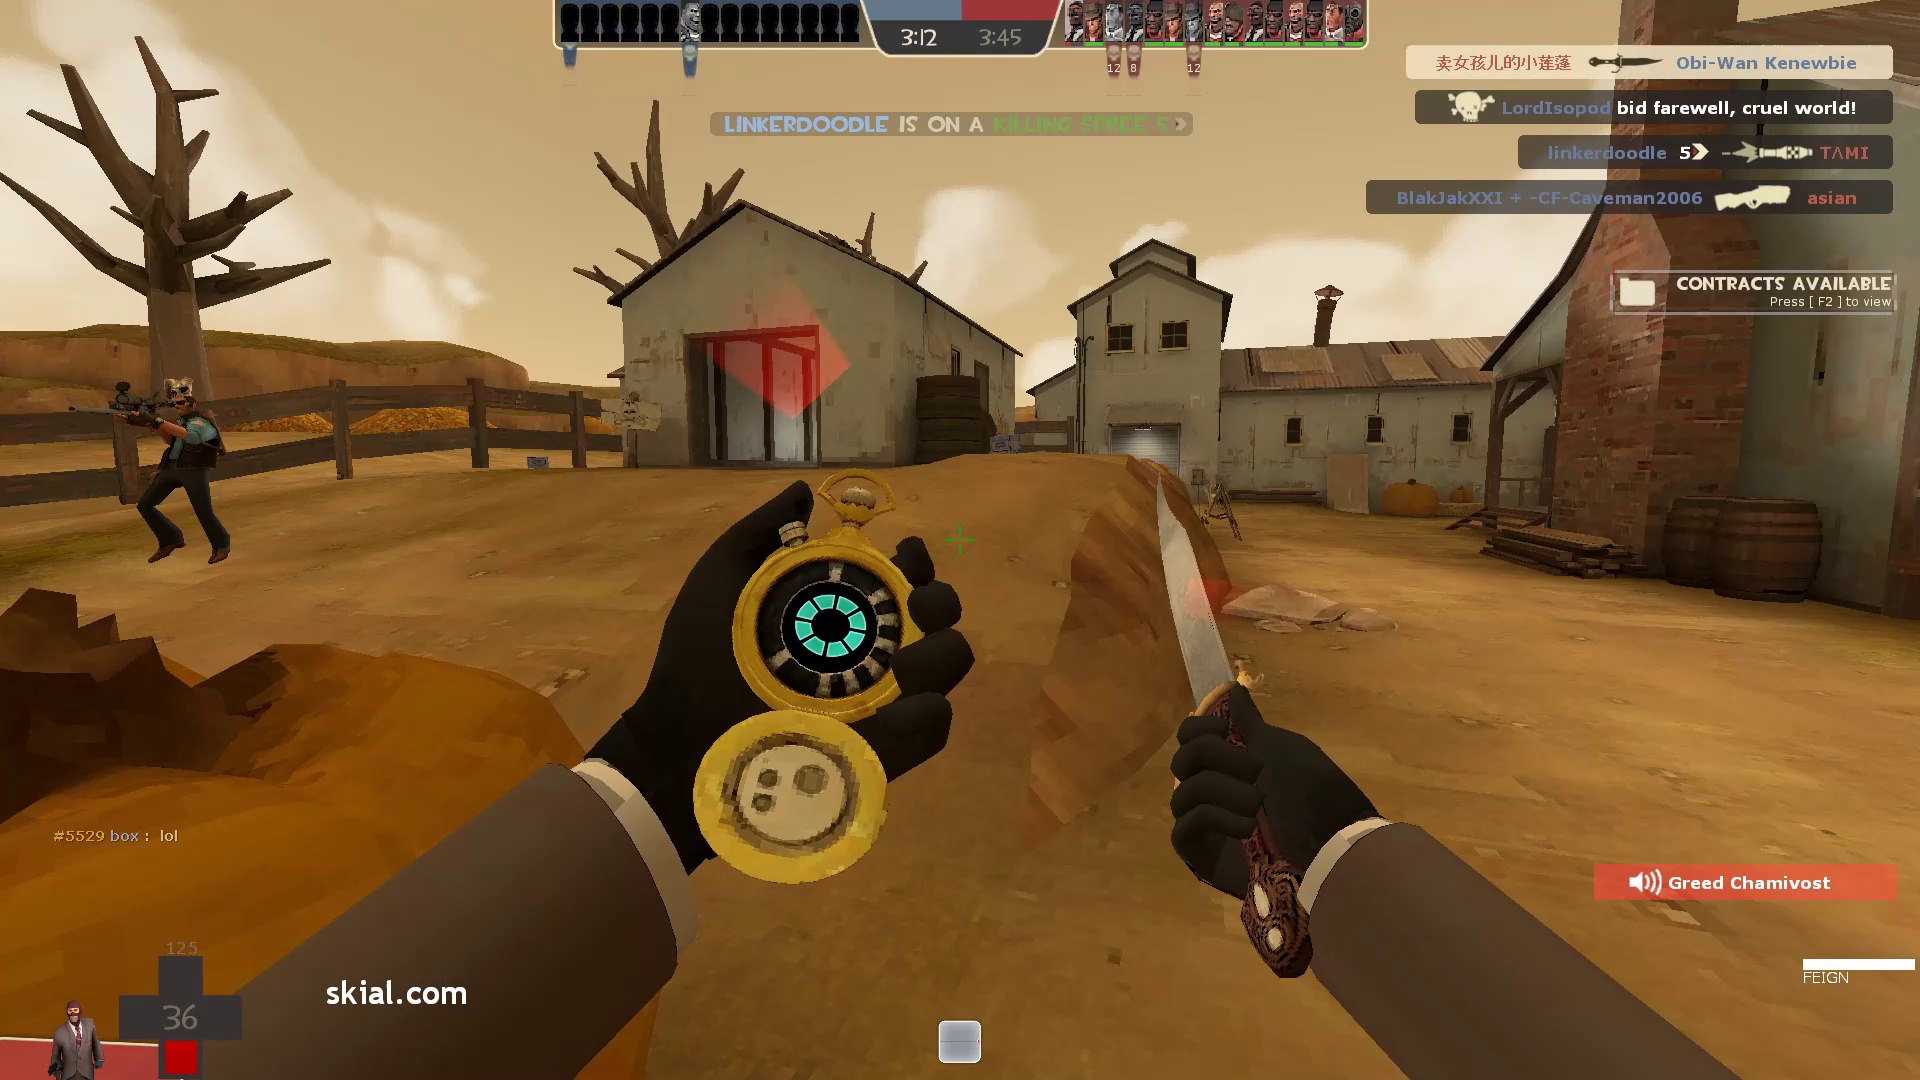 3:12 3:45
12 8 12
卖女孩儿的小莲蓬 Obi-Wan Kenewbie
LordIsopod bid farewell, cruel world!
LINKERDOODLE IS ON A KILLING SPREE 5
linkerdoodle 5 TΛMI
BlakJakXXI + -CF-Caveman2006 asian
CONTRACTS AVAILABLE
Press [ F2 ] to view
#5529 box : lol
Greed Chamivost
125
36
skial.com
FEIGN